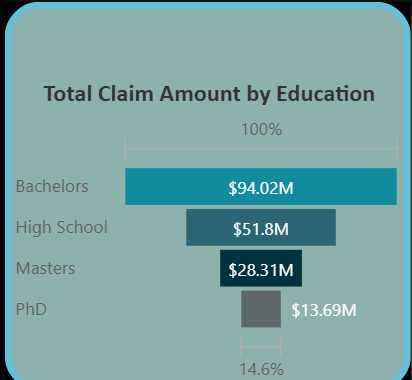 Total Claim Amount by Education
100%
Bachelors $94.02M
High School $51.8M
Masters $28.31M
PhD $13.69M
14.6%